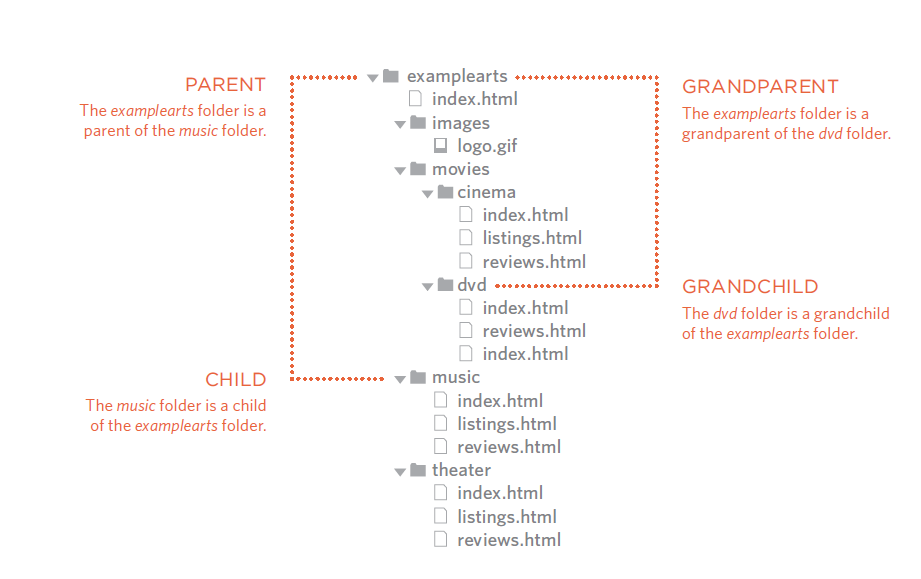 PARENT
The examplearts folder is a
parent of the music folder.
examplearts
index.html
images
logo.gif
movies
cinema
index.html
listings.html
reviews.html
dvd
index.html
reviews.html
index.html
music
index.html
listings.html
reviews.html
theater
index.html
listings.html
reviews.html
CHILD
The music folder is a child
of the examplearts folder.
GRANDPARENT
The examplearts folder is a
grandparent of the dvd folder.
GRANDCHILD
The dvd folder is a grandchild
of the examplearts folder.